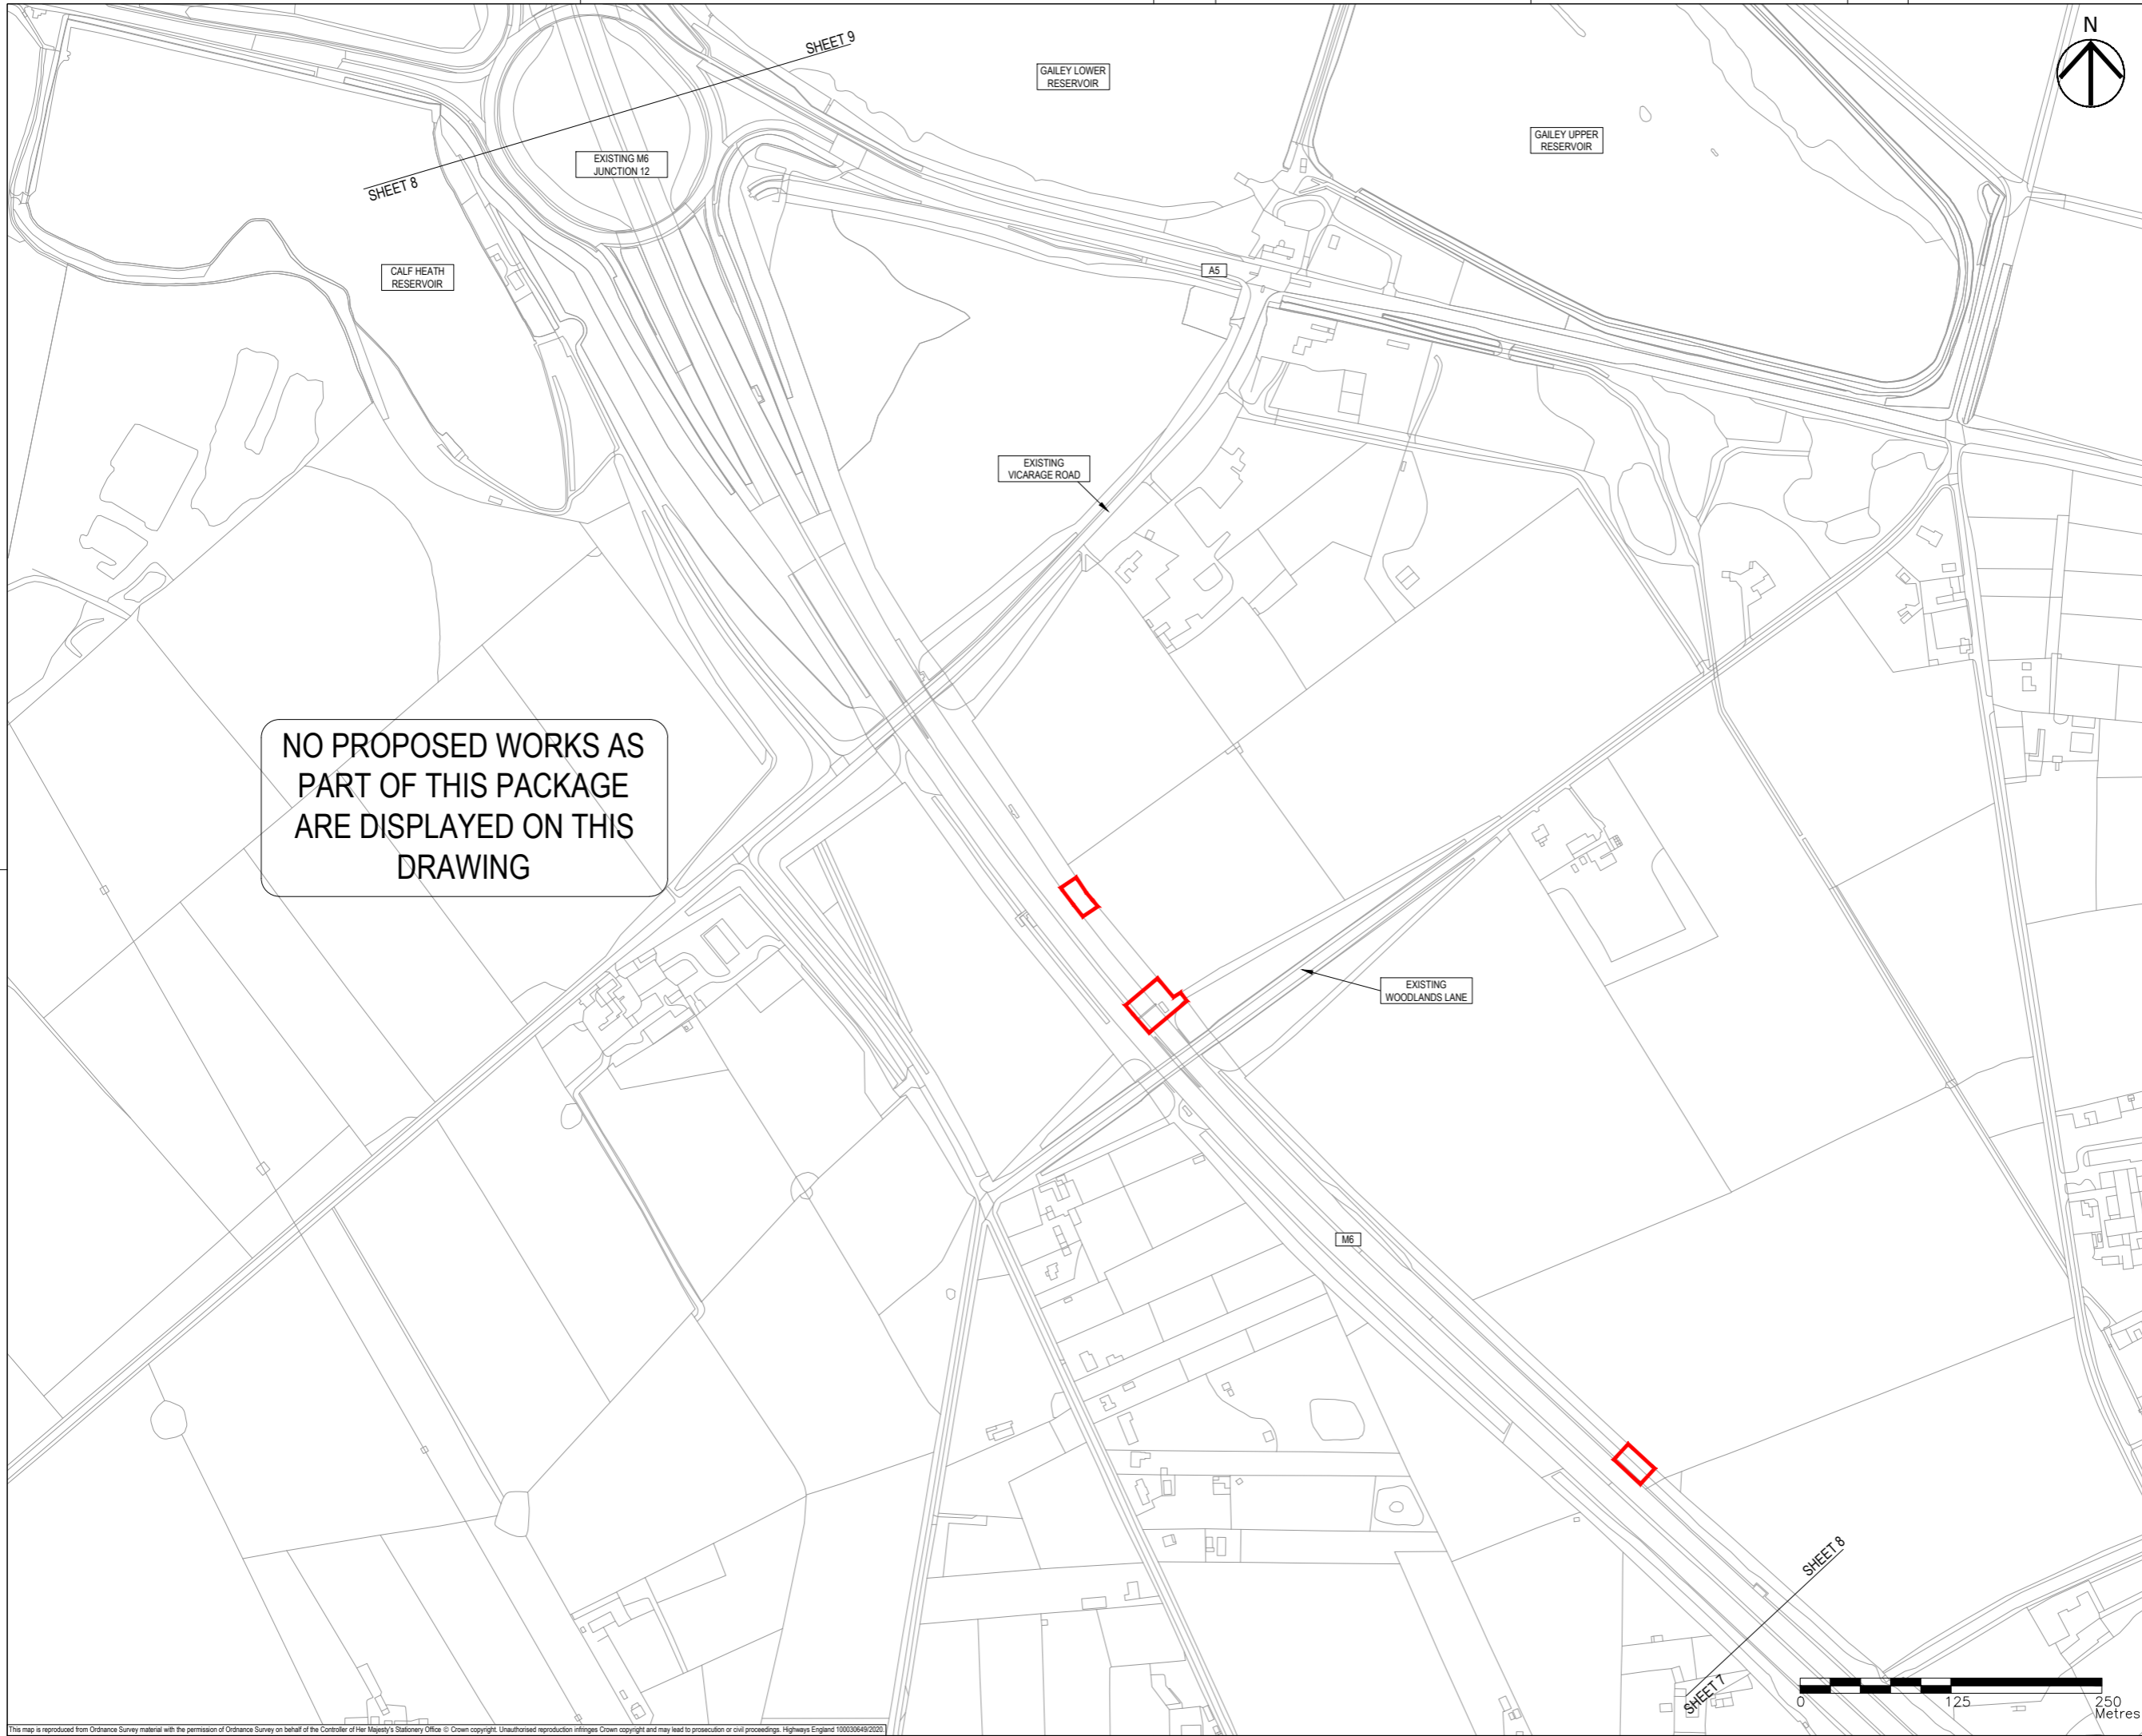 N
SHEET 9
GAILEY LOWER
RESERVOIR
GAILEY UPPER
RESERVOIR
EXISTING M6
JUNCTION 12
SHEET 8
CALF HEATH
RESERVOIR
A5
EXISTING
VICARAGE ROAD
NO PROPOSED WORKS AS
PART OF THIS PACKAGE
ARE DISPLAYED ON THIS
DRAWING
EXISTING
WOODLANDS LANE
M6
SHEET 8
SHEET 7
0 125 250
Metres
This map is reproduced from Ordnance Survey material with the permission of Ordnance Survey on behalf of the Controller of Her Majesty's Stationery Office © Crown copyright. Unauthorised reproduction infringes Crown copyright and may lead to prosecution or civil proceedings. Highways England 100030649/2020.